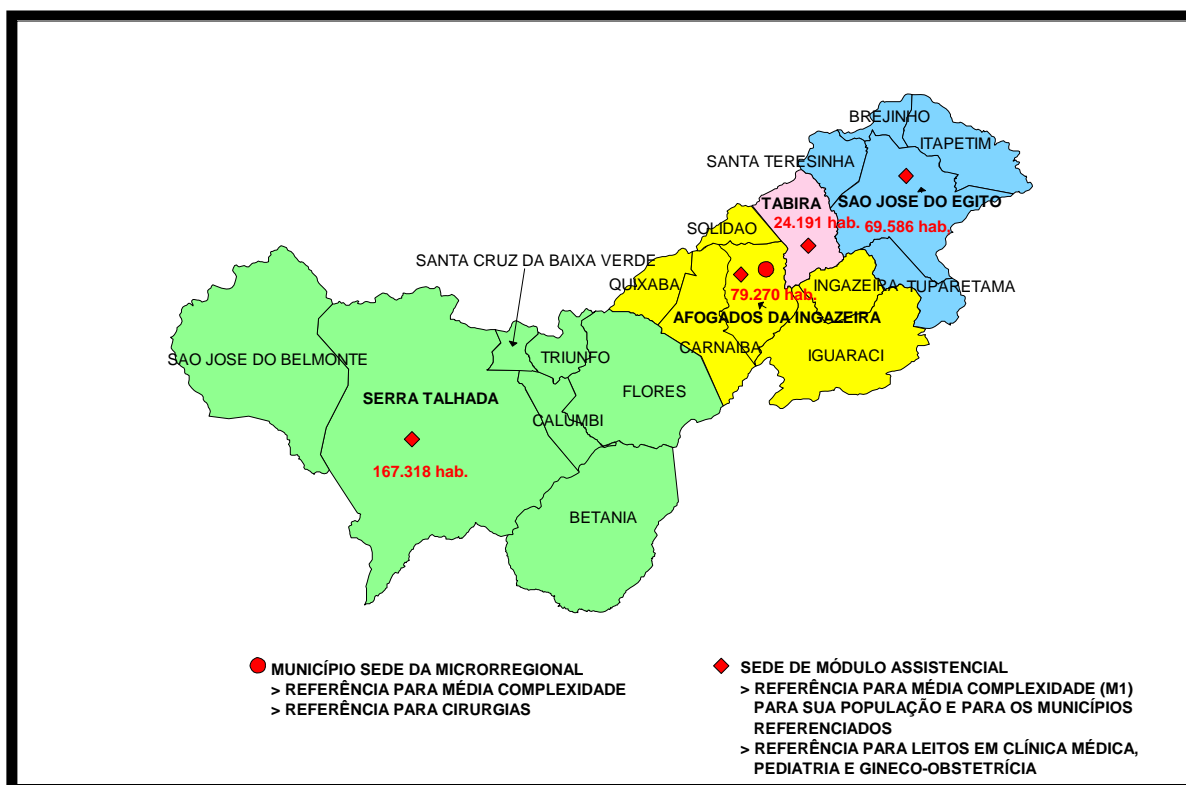 BREJINHO
ITAPETIM
SANTA TERESINHA
TABIRA
SAO JOSE DO EGITO
24.191 hab.
69.586 hab.
SOLIDAO
SANTA CRUZ DA BAIXA VERDE
QUIXABA
INGAZEIRA
TUPARETAMA
79.270 hab.
AFOGADOS DA INGAZEIRA
CARNAIBA
IGUARACI
SAO JOSE DO BELMONTE
TRIUNFO
FLORES
SERRA TALHADA
CALUMBI
167.318 hab.
BETANIA
MUNICÍPIO SEDE DA MICRORREGIONAL
> REFERÊNCIA PARA MÉDIA COMPLEXIDADE
> REFERÊNCIA PARA CIRURGIAS
SEDE DE MÓDULO ASSISTENCIAL
> REFERÊNCIA PARA MÉDIA COMPLEXIDADE (M1)
PARA SUA POPULAÇÃO E PARA OS MUNICÍPIOS
REFERENCIADOS
> REFERÊNCIA PARA LEITOS EM CLÍNICA MÉDICA,
PEDIATRIA E GINECO-OBSTETRÍCIA